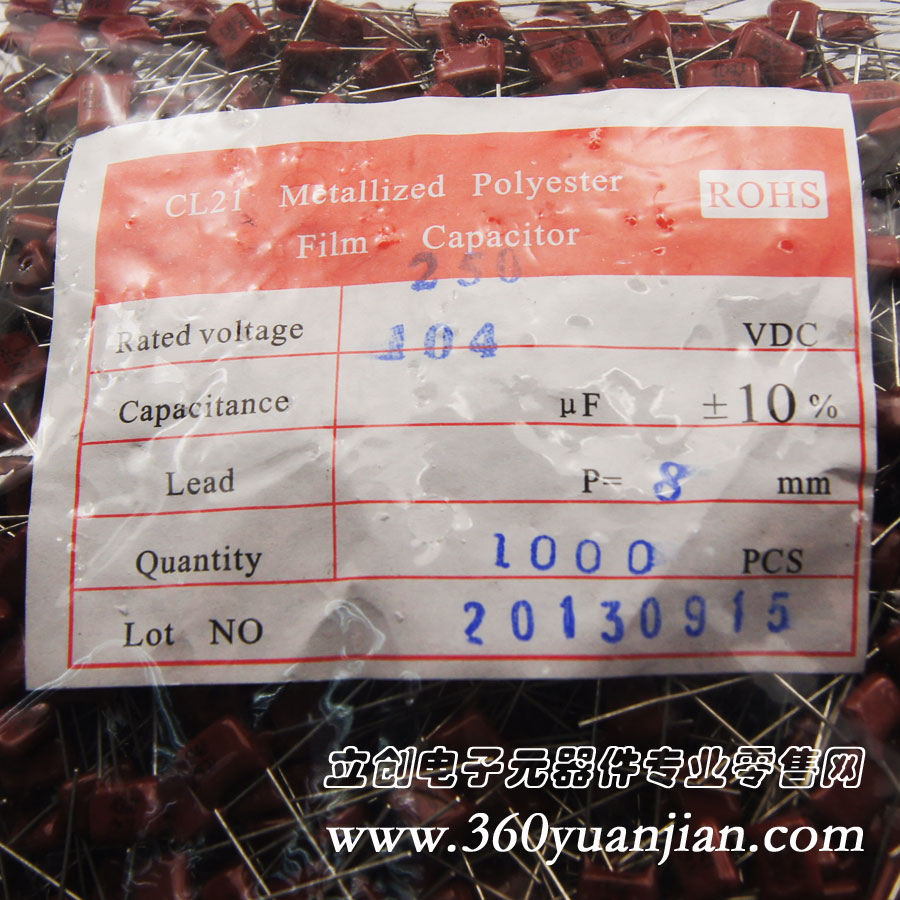 CL21 Metallized Polyester
Film Capacitor
ROHS
250
Rated voltage 104 VDC
Capacitance μF ±10%
Lead P= 8 mm
Quantity 1000 PCS
Lot NO 20130915
立创电子元器件专业零售网
www.360yuanjian.com